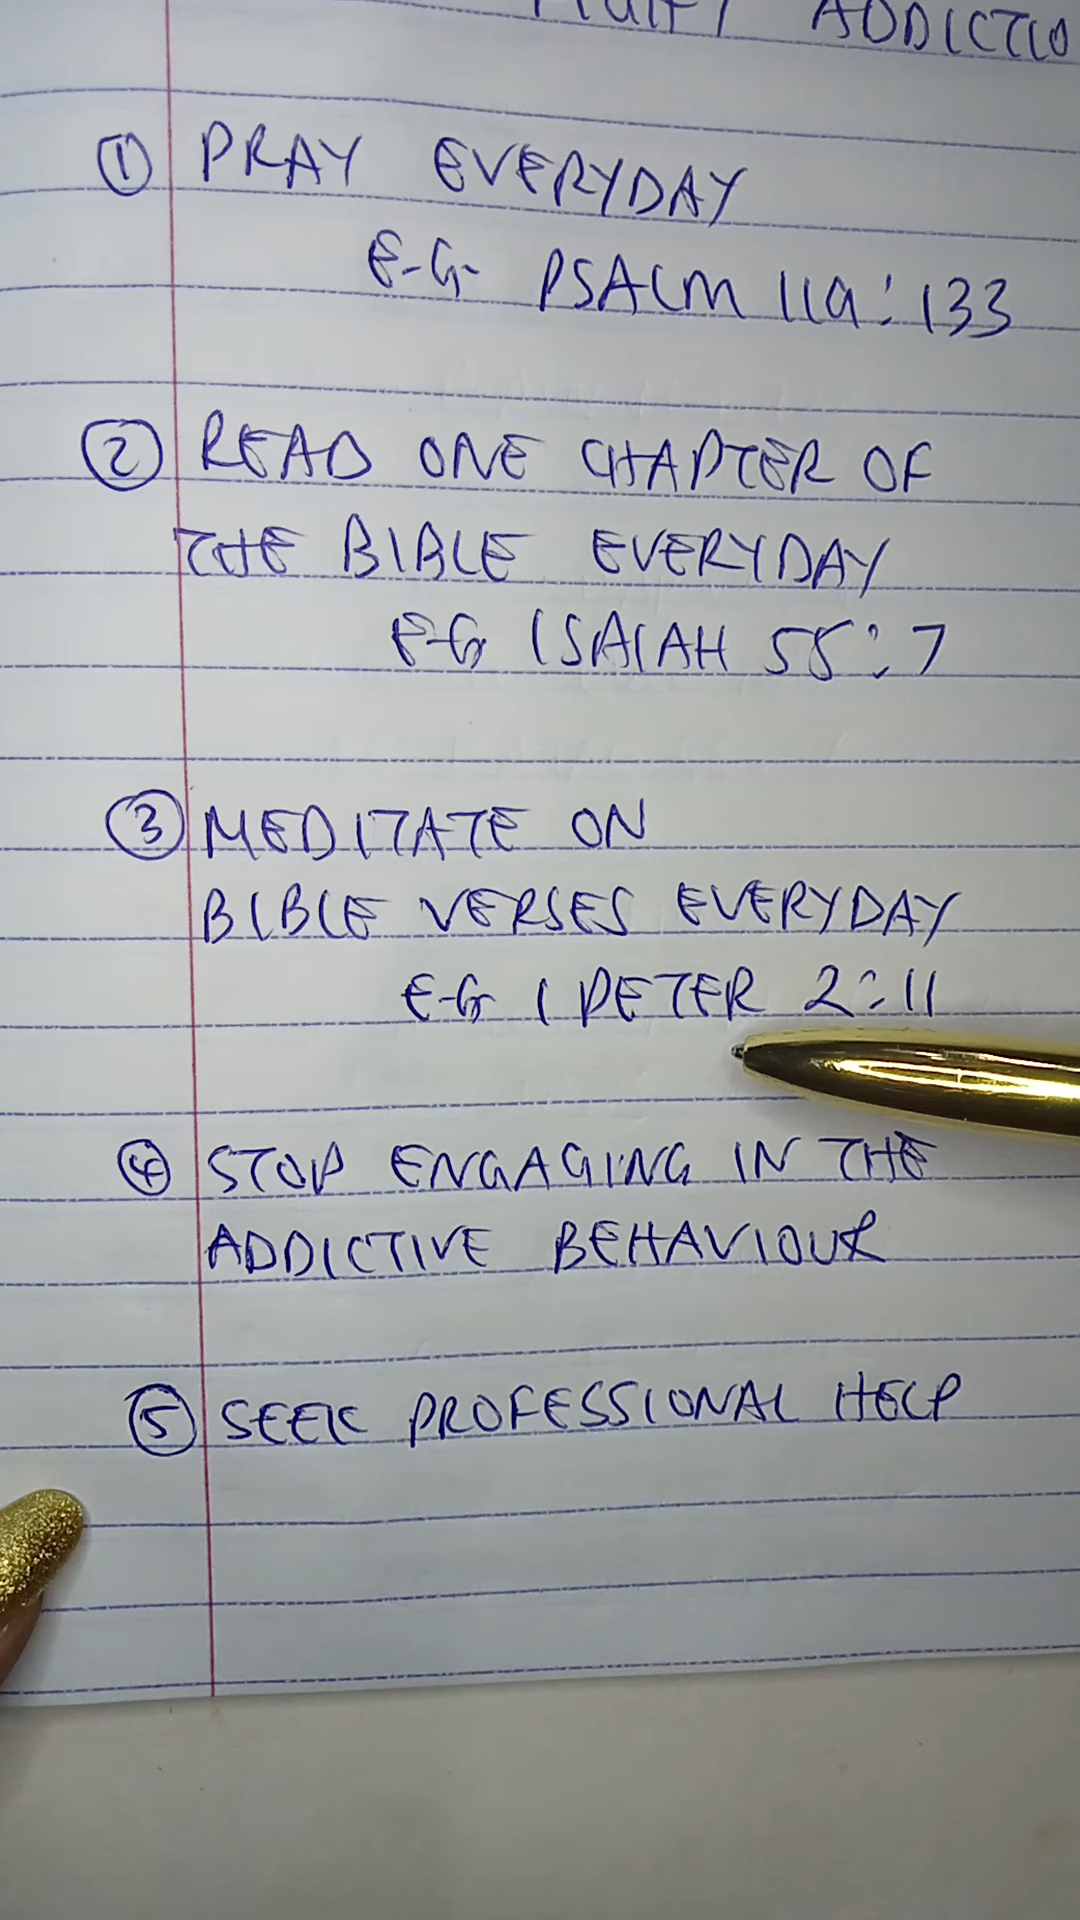 ADDICTIO
① PRAY EVERYDAY
E-G- PSALM 119:133
② READ ONE CHAPTER OF
THE BIBLE EVERYDAY
E-G ISAIAH 55:7
③ MEDITATE ON
BIBLE VERSES EVERYDAY
E-G 1 PETER 2:11
④ STOP ENGAGING IN THE
ADDICTIVE BEHAVIOUR
⑤ SEEK PROFESSIONAL HELP